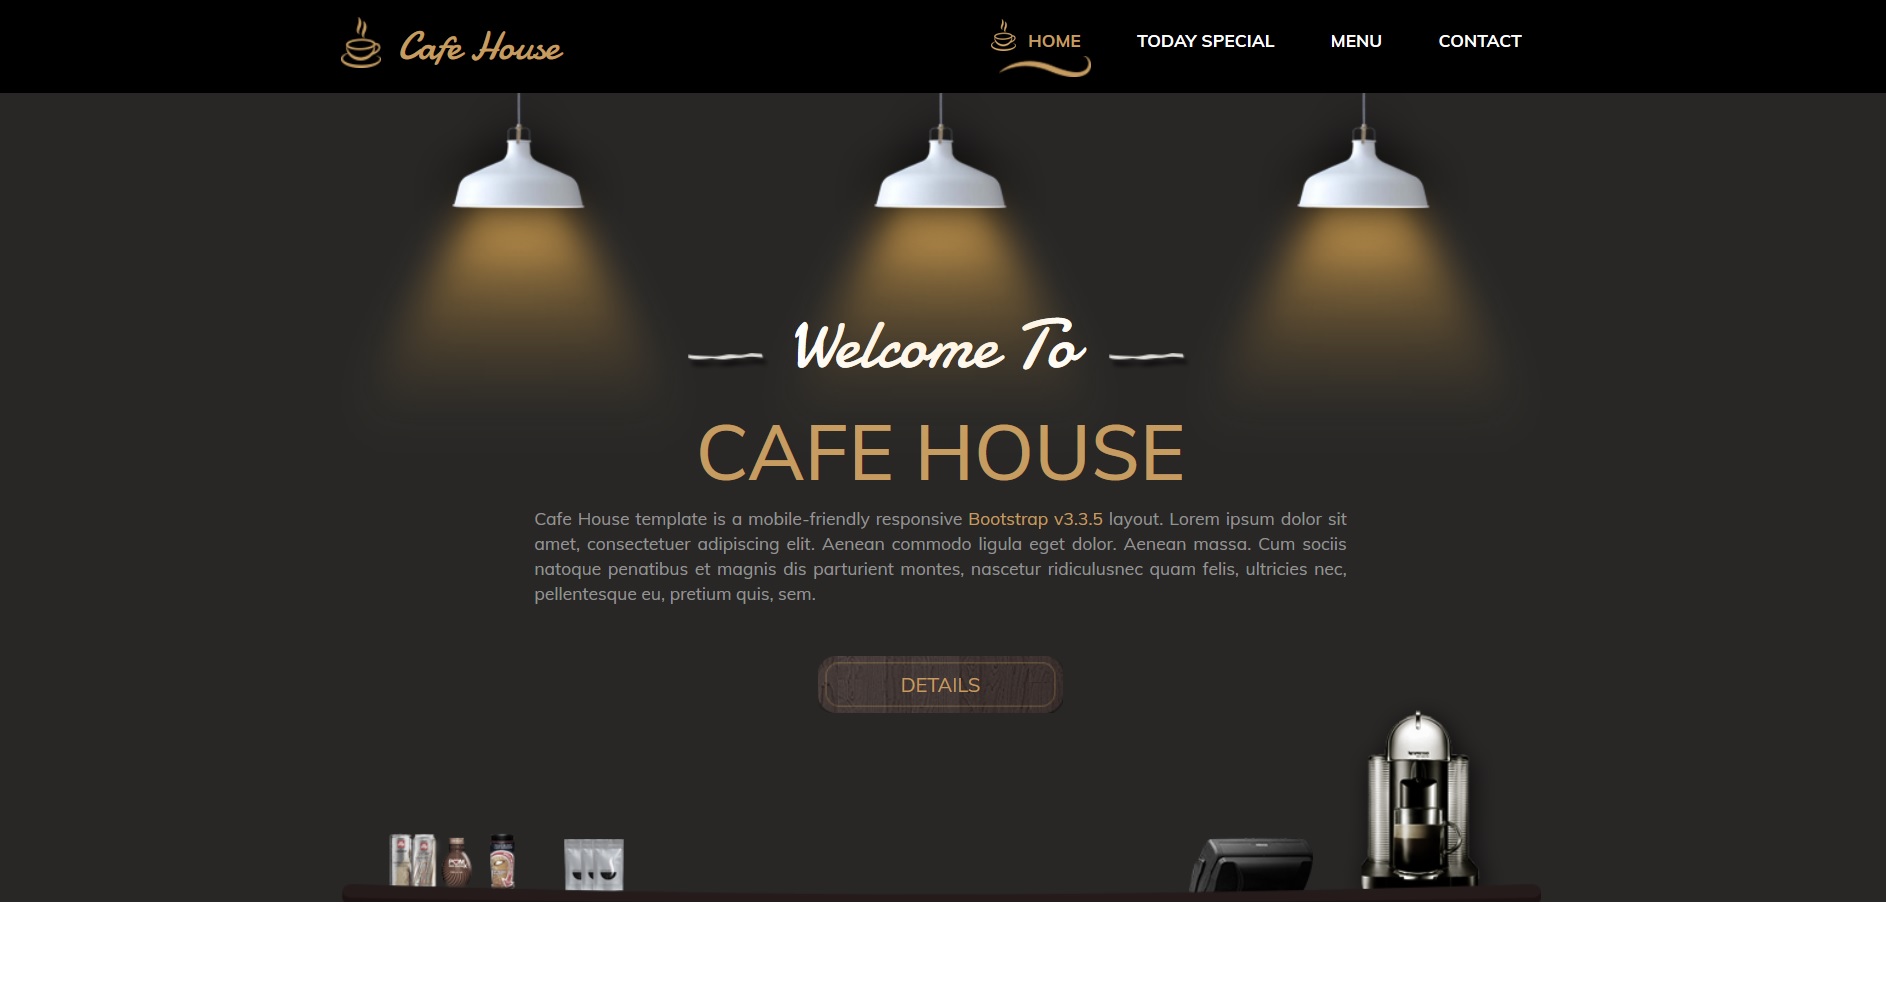 Cafe House
HOME
TODAY SPECIAL
MENU
CONTACT
Welcome To
CAFE HOUSE
Cafe House template is a mobile-friendly responsive Bootstrap v3.3.5 layout. Lorem ipsum dolor sit
amet, consectetuer adipiscing elit. Aenean commodo ligula eget dolor. Aenean massa. Cum sociis
natoque penatibus et magnis dis parturient montes, nascetur ridiculusnec quam felis, ultricies nec,
pellentesque eu, pretium quis, sem.
DETAILS
POM